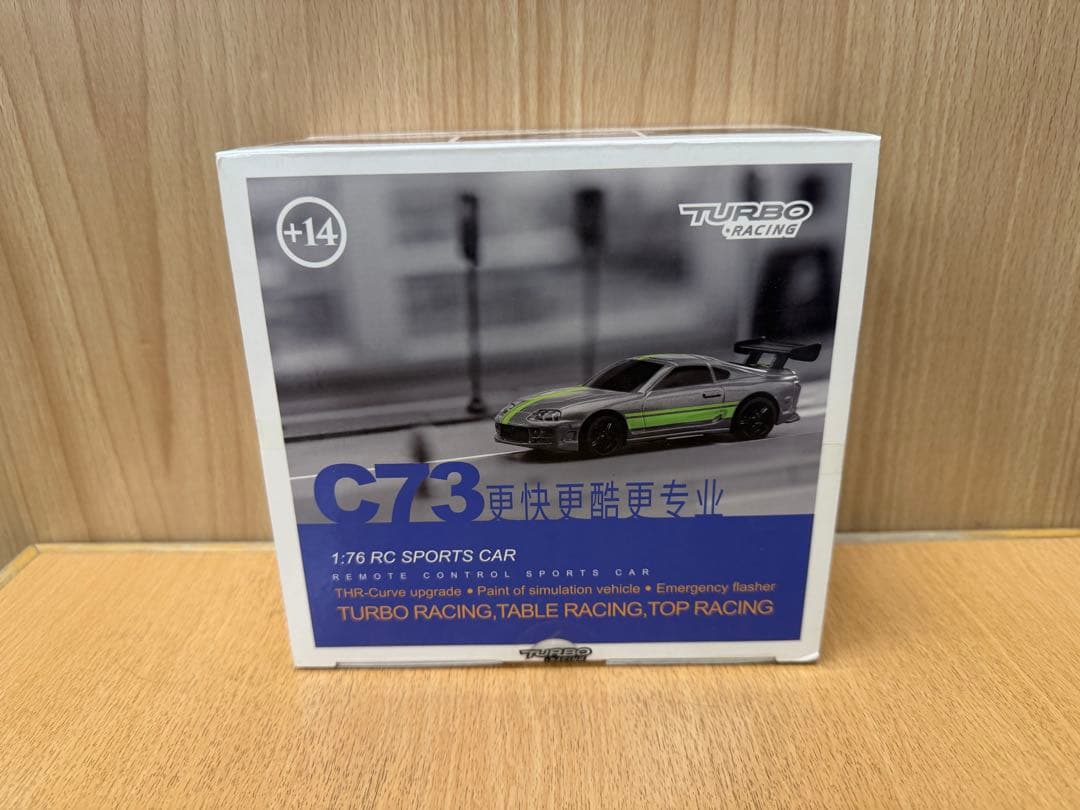 +14
TURBO
RACING
C73更快更酷更专业
1:76 RC SPORTS CAR
REMOTE CONTROL SPORTS CAR
THR-Curve upgrade • Paint of simulation vehicle • Emergency flasher
TURBO RACING,TABLE RACING,TOP RACING
TURBO
RACING